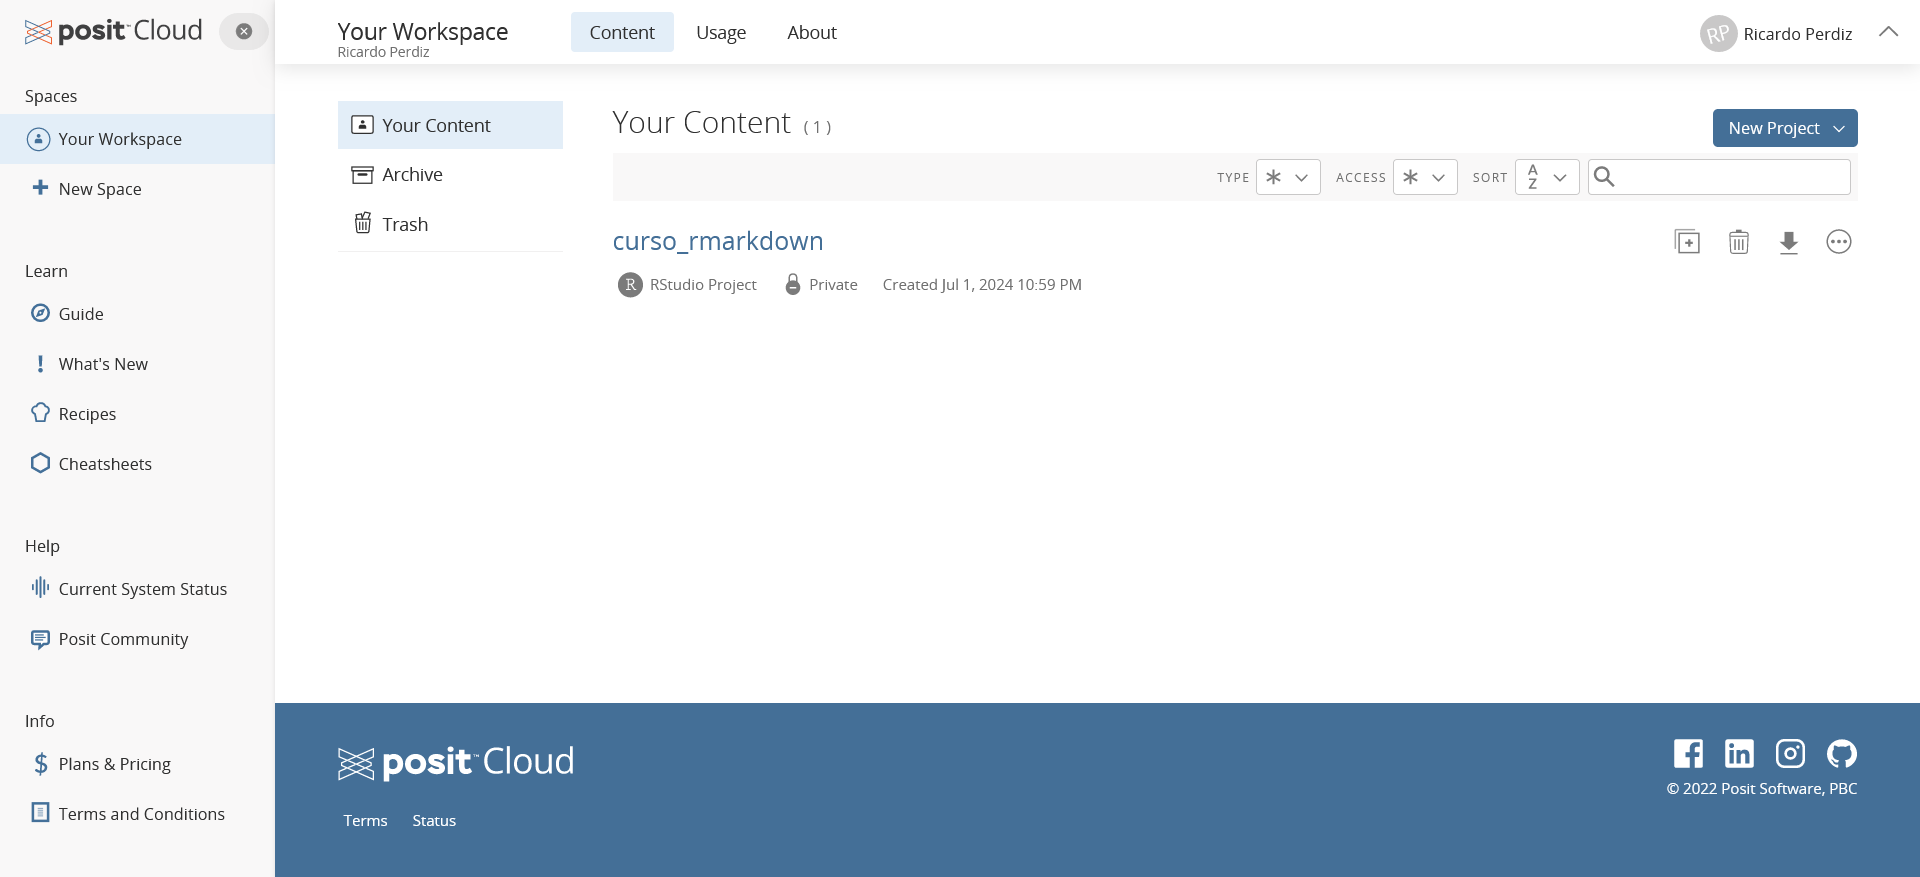 posit™ Cloud
Spaces
Your Workspace
New Space
Learn
Guide
What's New
Recipes
Cheatsheets
Help
Current System Status
Posit Community
Info
Plans & Pricing
Terms and Conditions
Your Workspace
Ricardo Perdiz
Content Usage About
RP Ricardo Perdiz
Your Content
Archive
Trash
Your Content ( 1 )
New Project
TYPE ACCESS SORT A Z
curso_rmarkdown
R RStudio Project Private Created Jul 1, 2024 10:59 PM
posit™ Cloud
Terms Status
© 2022 Posit Software, PBC